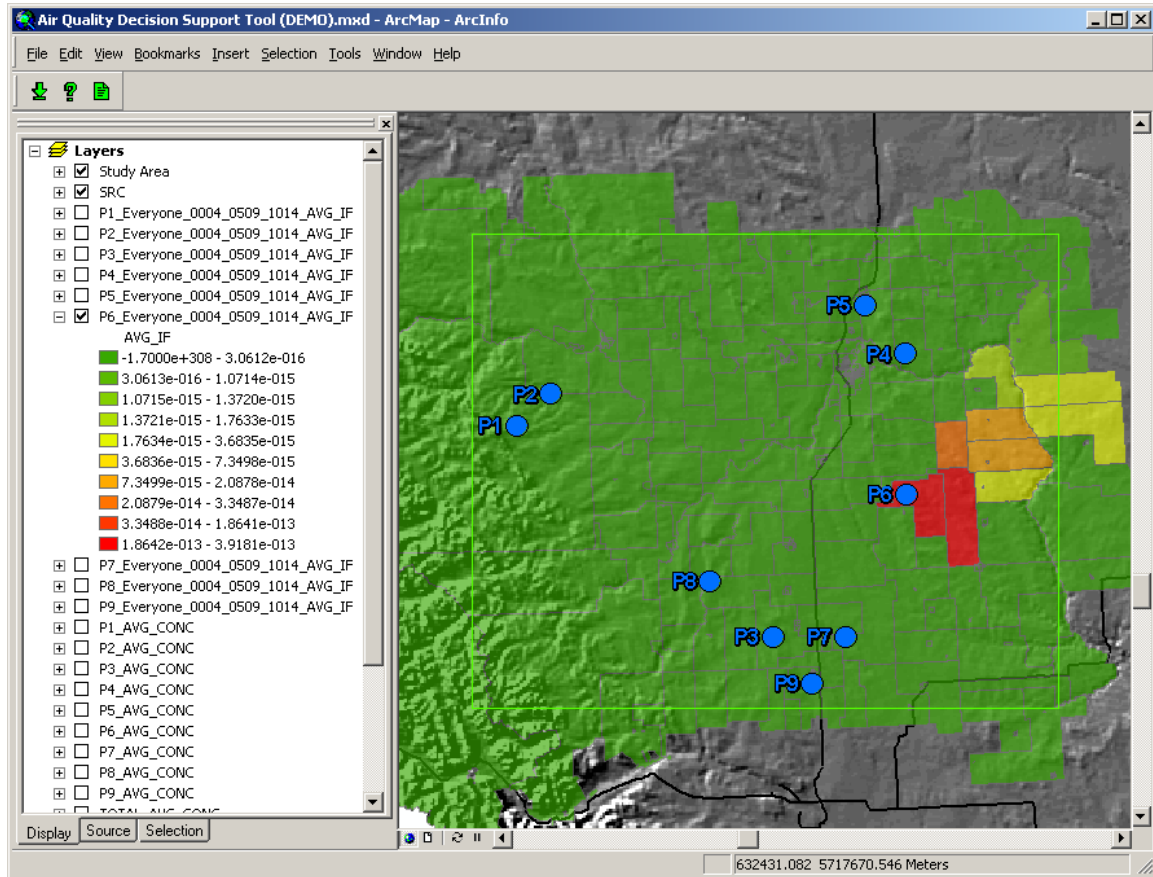 Air Quality Decision Support Tool (DEMO).mxd - ArcMap - ArcInfo
File Edit View Bookmarks Insert Selection Tools Window Help
Layers
Study Area
SRC
P1_Everyone_0004_0509_1014_AVG_IF
P2_Everyone_0004_0509_1014_AVG_IF
P3_Everyone_0004_0509_1014_AVG_IF
P4_Everyone_0004_0509_1014_AVG_IF
P5_Everyone_0004_0509_1014_AVG_IF
P6_Everyone_0004_0509_1014_AVG_IF
AVG_IF
-1.7000e+308 - 3.0612e-016
3.0613e-016 - 1.0714e-015
1.0715e-015 - 1.3720e-015
1.3721e-015 - 1.7633e-015
1.7634e-015 - 3.6835e-015
3.6836e-015 - 7.3498e-015
7.3499e-015 - 2.0878e-014
2.0879e-014 - 3.3487e-014
3.3488e-014 - 1.8641e-013
1.8642e-013 - 3.9181e-013
P7_Everyone_0004_0509_1014_AVG_IF
P8_Everyone_0004_0509_1014_AVG_IF
P9_Everyone_0004_0509_1014_AVG_IF
P1_AVG_CONC
P2_AVG_CONC
P3_AVG_CONC
P4_AVG_CONC
P5_AVG_CONC
P6_AVG_CONC
P7_AVG_CONC
P8_AVG_CONC
P9_AVG_CONC
TOTAL_AVG_CONC
Display Source Selection
P5
P4
P2
P1
P6
P8
P3 P7
P9
632431.082 5717670.546 Meters